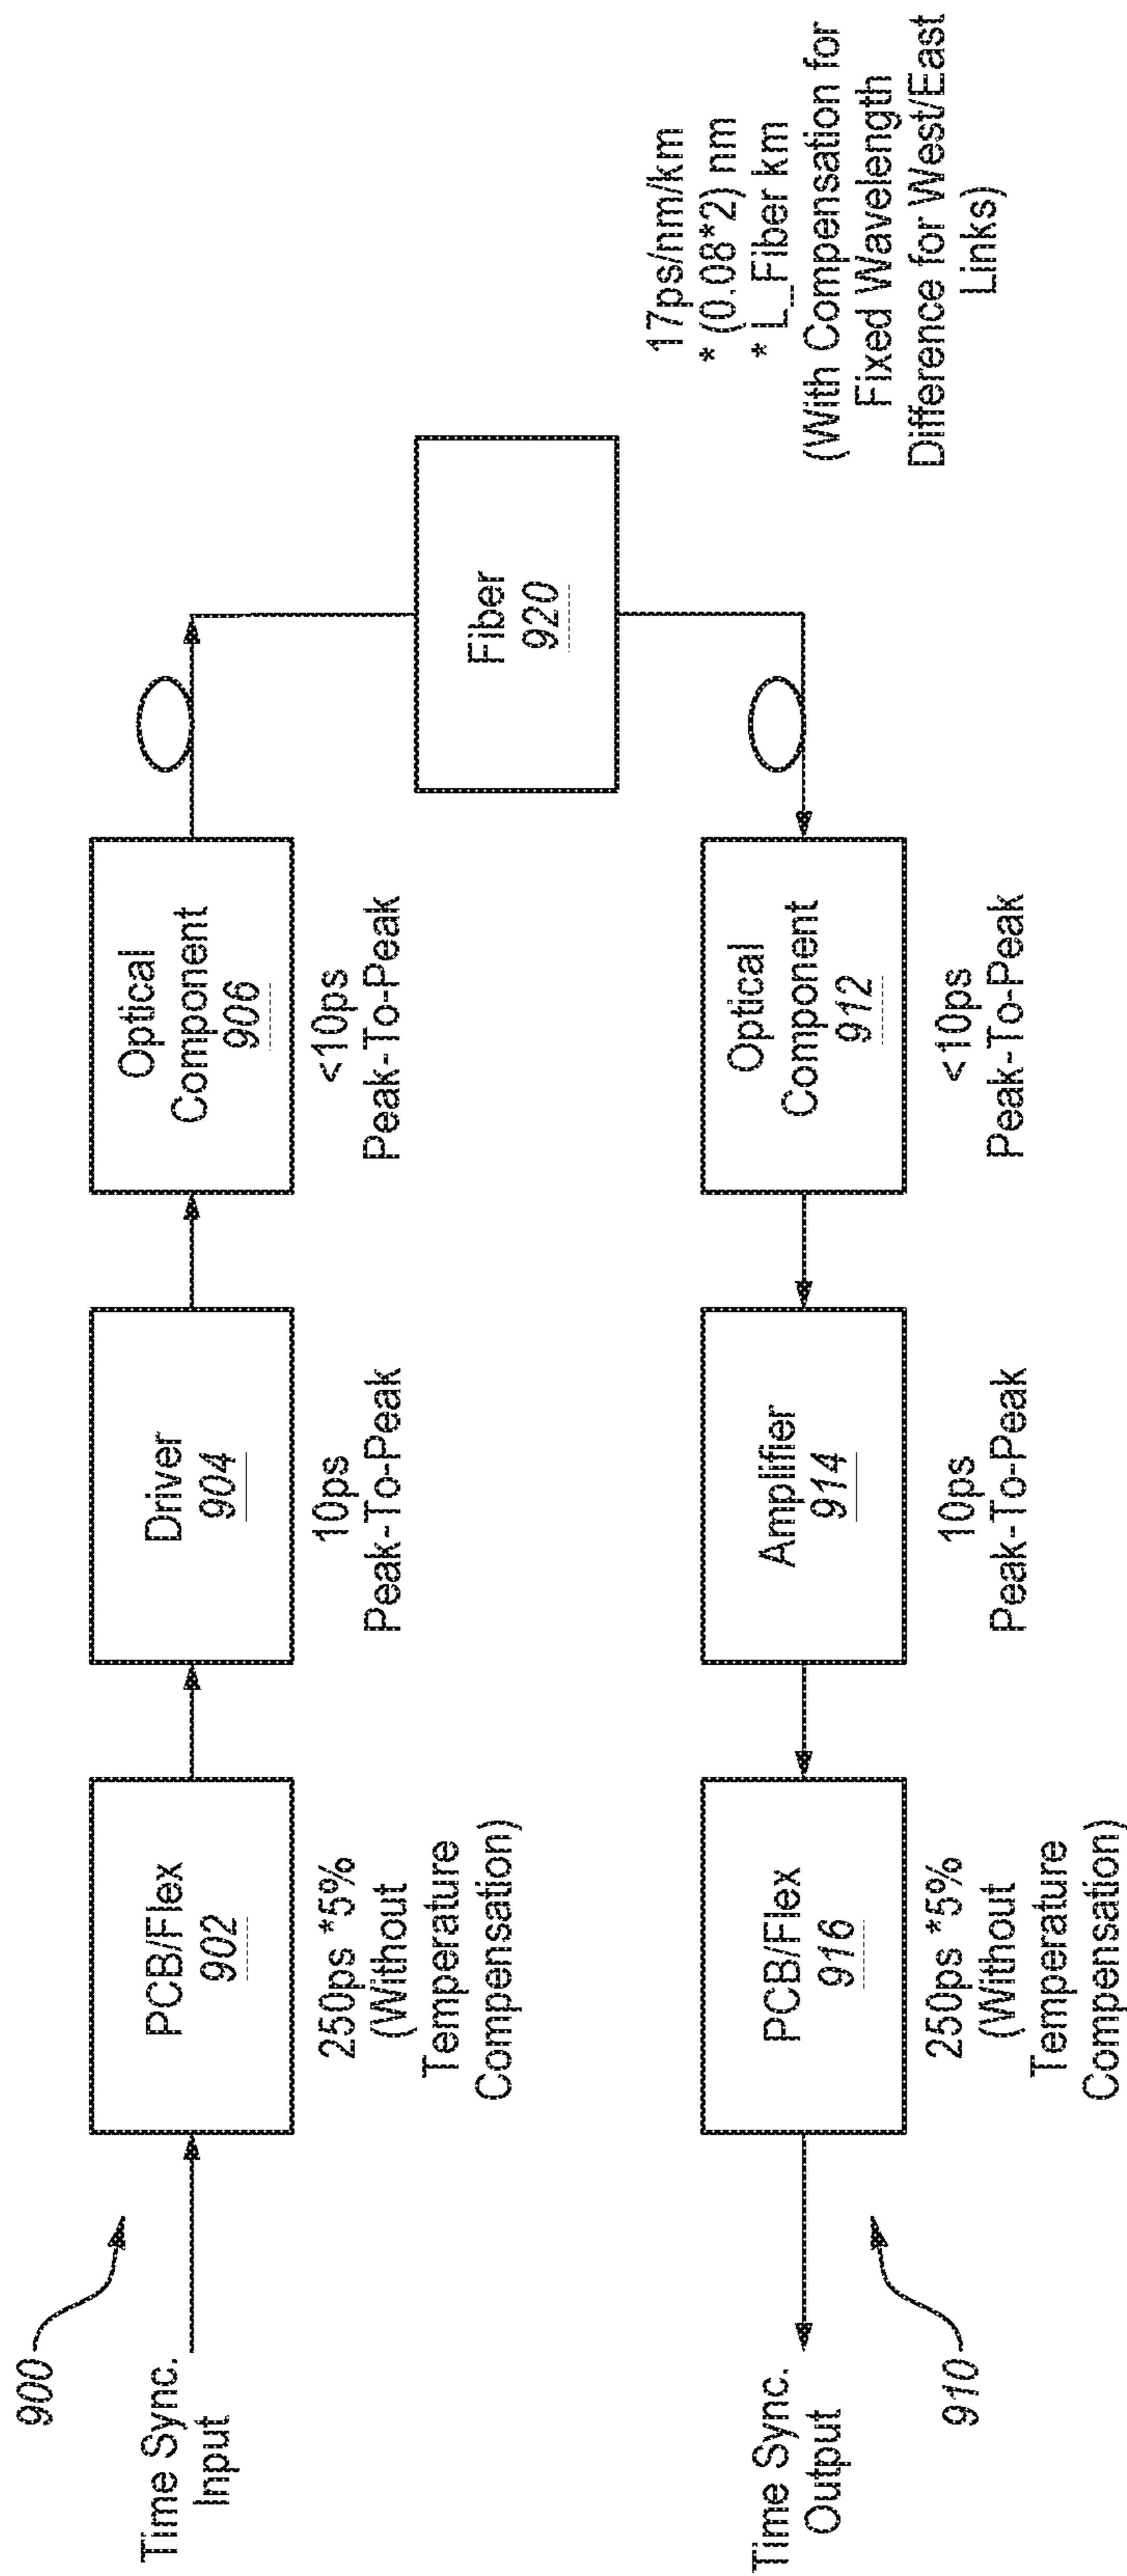 900
Time Sync.
Input
PCB/Flex
902
250ps *5%
(Without
Temperature
Compensation)
Driver
904
10ps
Peak-To-Peak
Optical
Component
906
<10ps
Peak-To-Peak
Fiber
920
17ps/nm/km
* (0.08*2) nm
* L_Fiber km
(With Compensation for
Fixed Wavelength
Difference for West/East
Links)
Optical
Component
912
<10ps
Peak-To-Peak
Amplifier
914
10ps
Peak-To-Peak
PCB/Flex
916
250ps *5%
(Without
Temperature
Compensation)
Time Sync.
Output
910